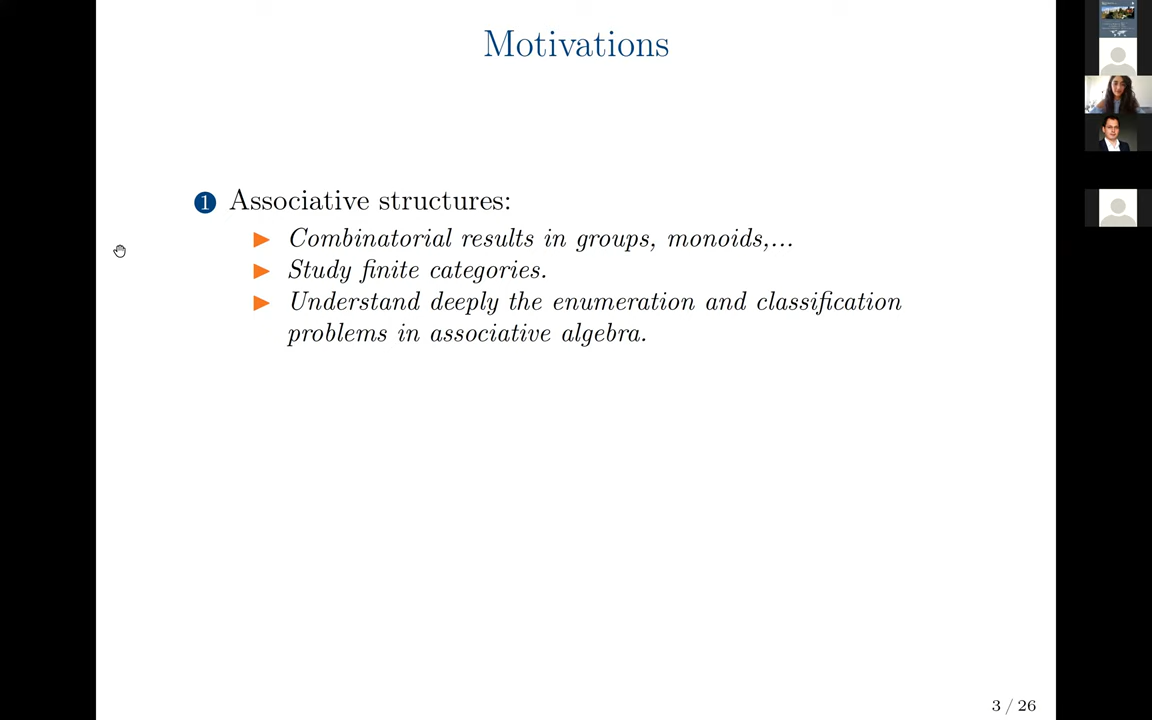 Motivations
1 Associative structures:
▶ Combinatorial results in groups, monoids,...
▶ Study finite categories.
▶ Understand deeply the enumeration and classification
problems in associative algebra.
3 / 26